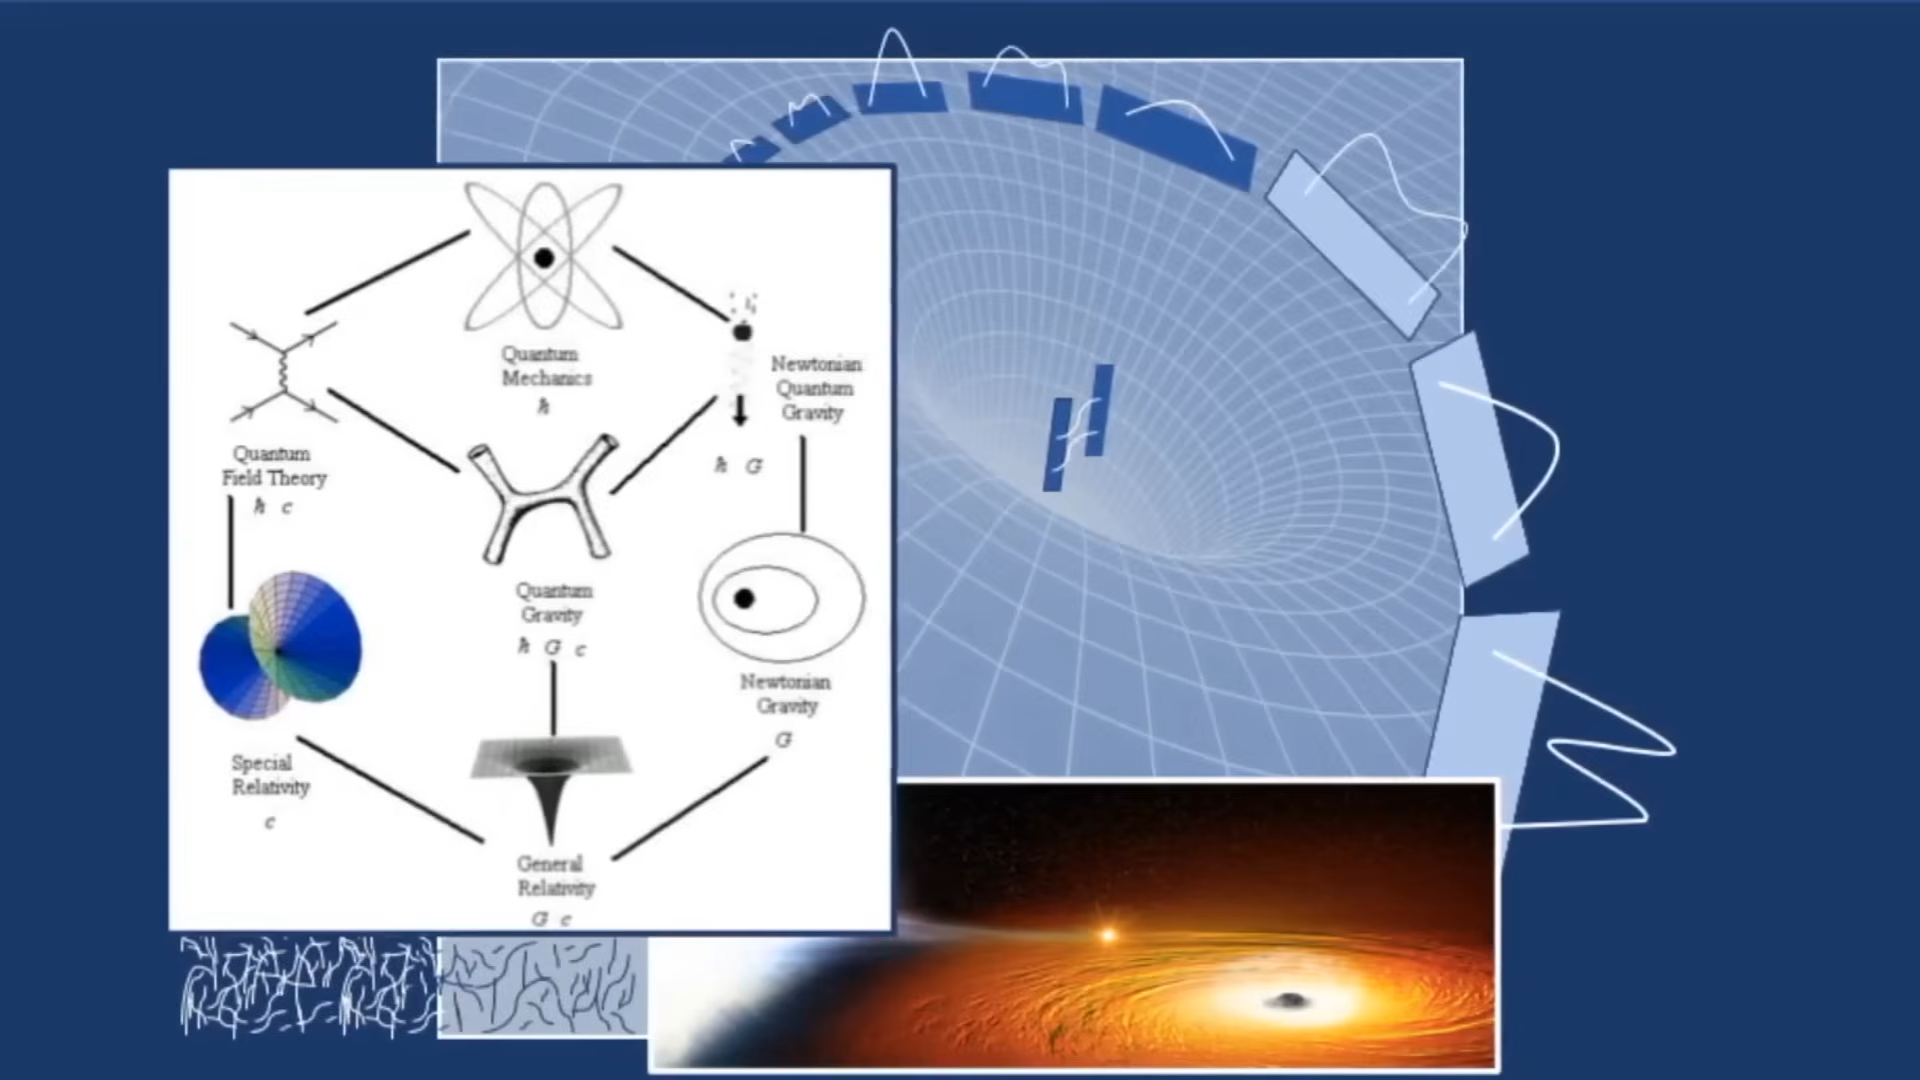 Quantum
Mechanics
ħ
Newtonian
Quantum
Gravity
ħ G
Quantum
Field Theory
ħ c
Quantum
Gravity
ħ G c
Newtonian
Gravity
G
Special
Relativity
c
General
Relativity
G c